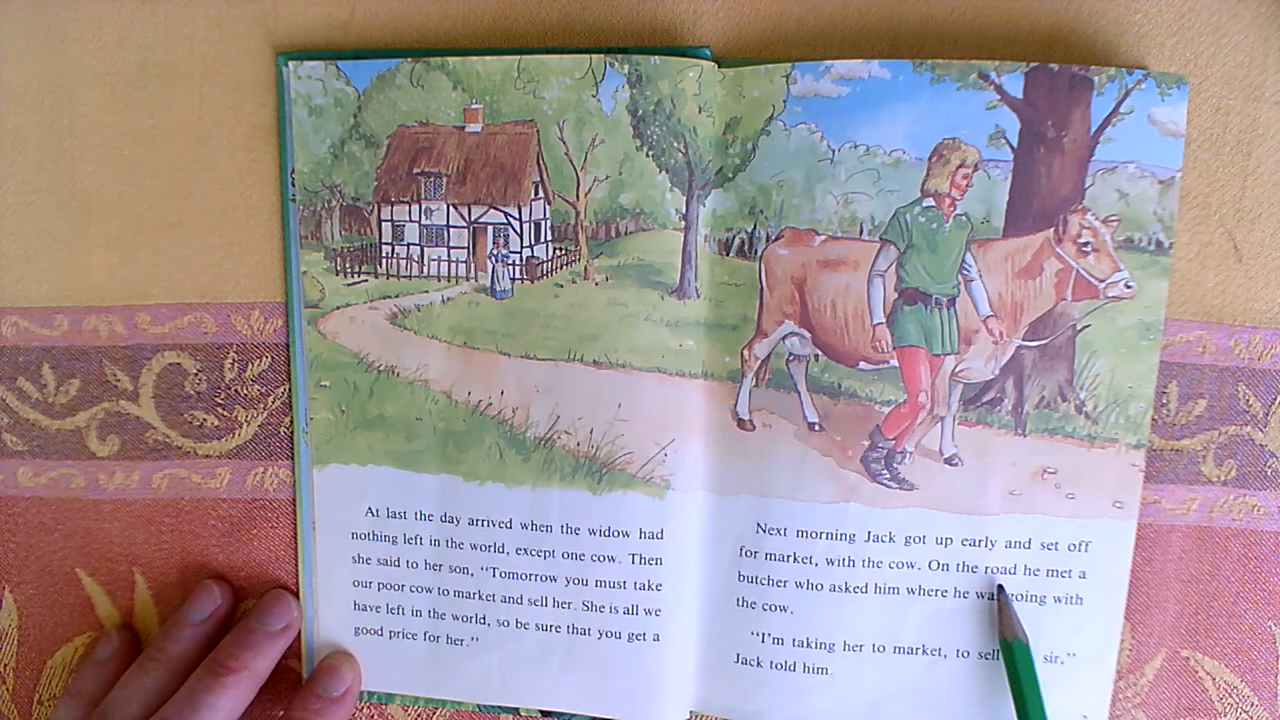 At last the day arrived when the widow had
nothing left in the world, except one cow. Then
she said to her son, “Tomorrow you must take
our poor cow to market and sell her. She is all we
have left in the world, so be sure that you get a
good price for her.”
Next morning Jack got up early and set off
for market, with the cow. On the road he met a
butcher who asked him where he was going with
the cow.
“I'm taking her to market, to sell sir,”
Jack told him.